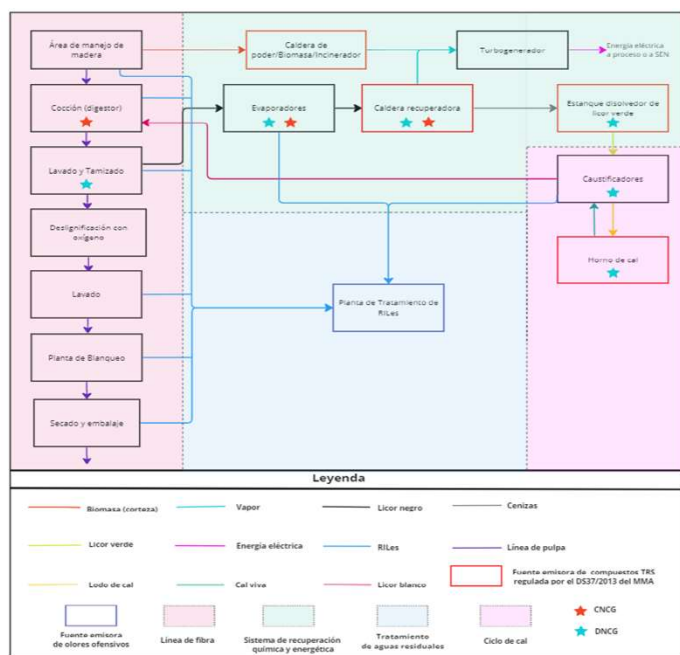 Área de manejo de
madera
Caldera de
poder/Biomasa/Incinerador
Turbogenerador
Energía eléctrica
a proceso o a SEN
Cocción (digestor)
Evaporadores
Caldera recuperadora
Estanque disolvedor de
licor verde
Lavado y Tamizado
Caustificadores
Deslignificación con
oxígeno
Horno de cal
Lavado
Planta de Tratamiento de
RILes
Planta de Blanqueo
Secado y embalaje
Leyenda
Biomasa (corteza)
Vapor
Licor negro
Cenizas
Licor verde
Energía eléctrica
RILes
Línea de pulpa
Lodo de cal
Cal viva
Licor blanco
Fuente emisora de compuestos TRS
regulada por el DS37/2013 del MMA
Fuente emisora
de olores ofensivos
Línea de fibra
Sistema de recuperación
química y energética
Tratamiento
de aguas residuales
Ciclo de cal
CNCG
DNCG